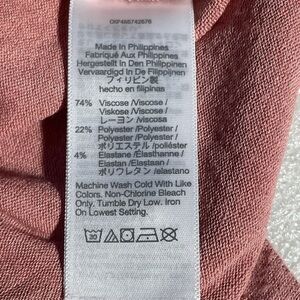 Made In Philippines
Fabriqué Aux Philippines
Hergestellt In Den Philippinen
Vervaardigd In De Filippijnen
フィリピン製
hecho en filipinas
74% Viscose /Viscose /
Viskose /Viscose /
レーヨン /viscosa
22% Polyester /Polyester /
Polyester /Polyester /
ポリエステル /poliéster
4% Elastane /Élasthanne /
Elastan /Elastaan /
ポリウレタン /elastano
Machine Wash Cold With Like
Colors. Non-Chlorine Bleach
Only. Tumble Dry Low. Iron
On Lowest Setting.
30